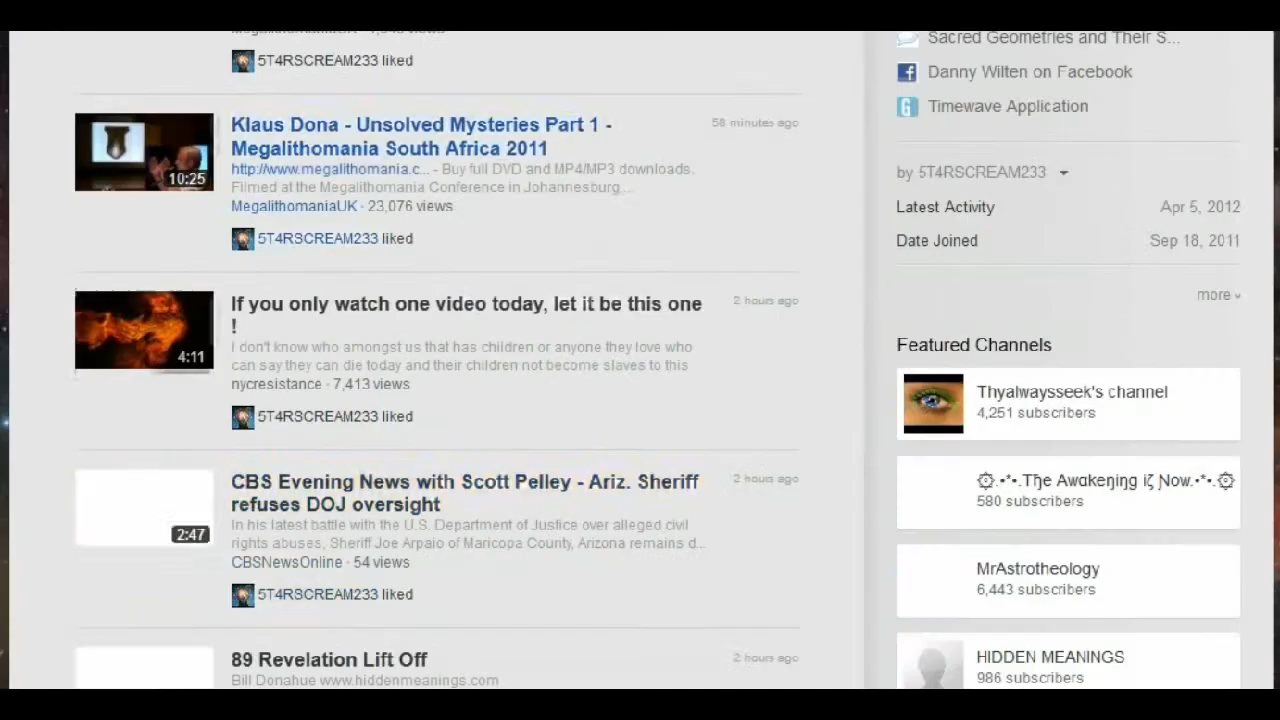 5T4RSCREAM233 liked
Klaus Dona - Unsolved Mysteries Part 1 -
Megalithomania South Africa 2011
58 minutes ago
http://www.megalithomania.c... - Buy full DVD and MP4/MP3 downloads.
Filmed at the Megalithomania Conference in Johannesburg,...
MegalithomaniaUK · 23,076 views
10:25
5T4RSCREAM233 liked
If you only watch one video today, let it be this one
!
2 hours ago
I don't know who amongst us that has children or anyone they love who
can say they can die today and their children not become slaves to this
nycresistance · 7,413 views
4:11
5T4RSCREAM233 liked
CBS Evening News with Scott Pelley - Ariz. Sheriff
refuses DOJ oversight
2 hours ago
In his latest battle with the U.S. Department of Justice over alleged civil
rights abuses, Sheriff Joe Arpaio of Maricopa County, Arizona remains d...
CBSNewsOnline · 54 views
2:47
5T4RSCREAM233 liked
89 Revelation Lift Off
2 hours ago
Bill Donahue www.hiddenmeanings.com
Sacred Geometries and Their S...
Danny Wilten on Facebook
Timewave Application
by 5T4RSCREAM233
Latest Activity Apr 5, 2012
Date Joined Sep 18, 2011
more
Featured Channels
Thyalwaysseek's channel
4,251 subscribers
۞.•*•.Tђe Awαkeŋiŋg iζ Ɲow.•*•.۞
580 subscribers
MrAstrotheology
6,443 subscribers
HIDDEN MEANINGS
986 subscribers